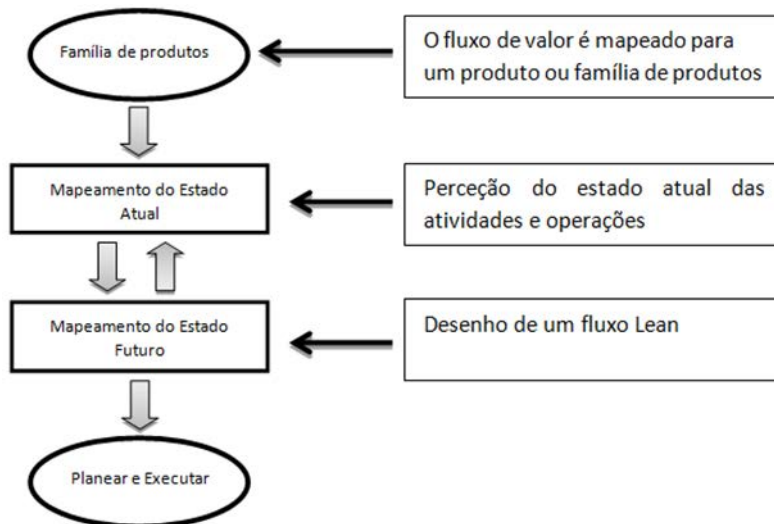 Família de produtos
O fluxo de valor é mapeado para
um produto ou família de produtos
Mapeamento do Estado
Atual
Perceção do estado atual das
atividades e operações
Mapeamento do Estado
Futuro
Desenho de um fluxo Lean
Planear e Executar